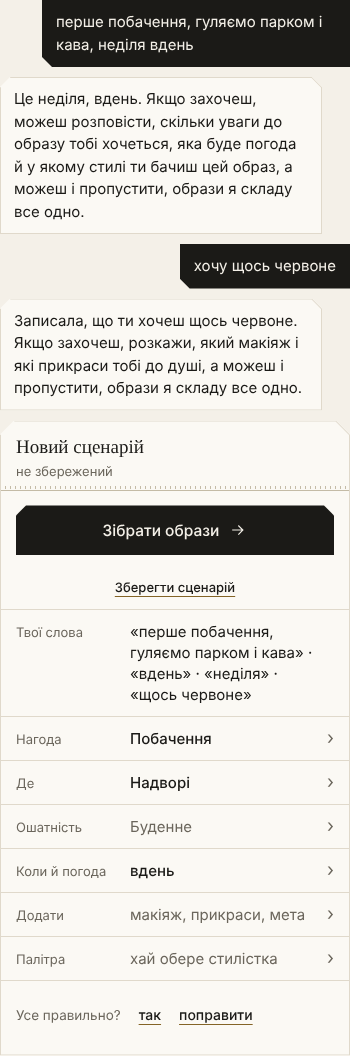 перше побачення, гуляємо парком і
кава, неділя вдень
Це неділя, вдень. Якщо захочеш,
можеш розповісти, скільки уваги до
образу тобі хочеться, яка буде погода
й у якому стилі ти бачиш цей образ, а
можеш і пропустити, образи я складу
все одно.
хочу щось червоне
Записала, що ти хочеш щось червоне.
Якщо захочеш, розкажи, який макіяж і
які прикраси тобі до душі, а можеш і
пропустити, образи я складу все одно.
Новий сценарій
не збережений
Зібрати образи →
Зберегти сценарій
Твої слова «перше побачення,
гуляємо парком і кава» ·
«вдень» · «неділя» ·
«щось червоне»
Нагода Побачення ›
Де Надворі ›
Ошатність Буденне ›
Коли й погода вдень ›
Додати макіяж, прикраси, мета ›
Палітра хай обере стилістка ›
Усе правильно? так поправити